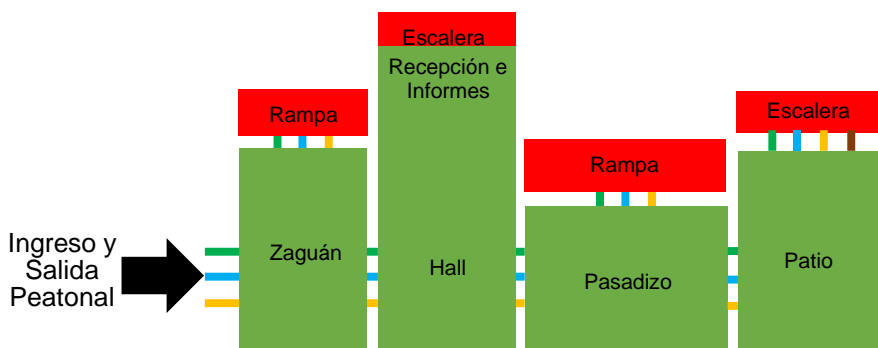 Escalera
Recepción e
Informes
Rampa
Escalera
Rampa
Ingreso y
Salida
Peatonal
Zaguán
Hall
Pasadizo
Patio